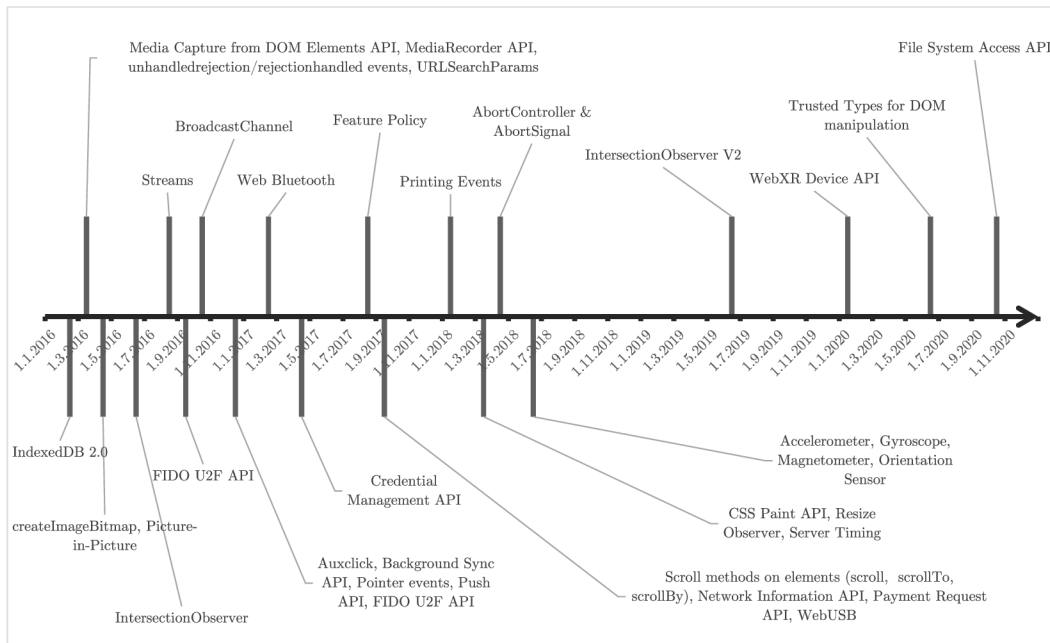 Media Capture from DOM Elements API, MediaRecorder API,
unhandledrejection/rejectionhandled events, URLSearchParams
File System Access API
BroadcastChannel
Feature Policy
AbortController &
AbortSignal
Trusted Types for DOM
manipulation
IntersectionObserver V2
Streams
Web Bluetooth
Printing Events
WebXR Device API
1.1.2016
1.3.2016
1.5.2016
1.7.2016
1.9.2016
1.11.2016
1.1.2017
1.3.2017
1.5.2017
1.7.2017
1.9.2017
1.11.2017
1.1.2018
1.3.2018
1.5.2018
1.7.2018
1.9.2018
1.11.2018
1.1.2019
1.3.2019
1.5.2019
1.7.2019
1.9.2019
1.11.2019
1.1.2020
1.3.2020
1.5.2020
1.7.2020
1.9.2020
1.11.2020
IndexedDB 2.0
FIDO U2F API
Credential
Management API
Accelerometer, Gyroscope,
Magnetometer, Orientation
Sensor
createImageBitmap, Picture-
in-Picture
CSS Paint API, Resize
Observer, Server Timing
IntersectionObserver
Auxclick, Background Sync
API, Pointer events, Push
API, FIDO U2F API
Scroll methods on elements (scroll, scrollTo,
scrollBy), Network Information API, Payment Request
API, WebUSB